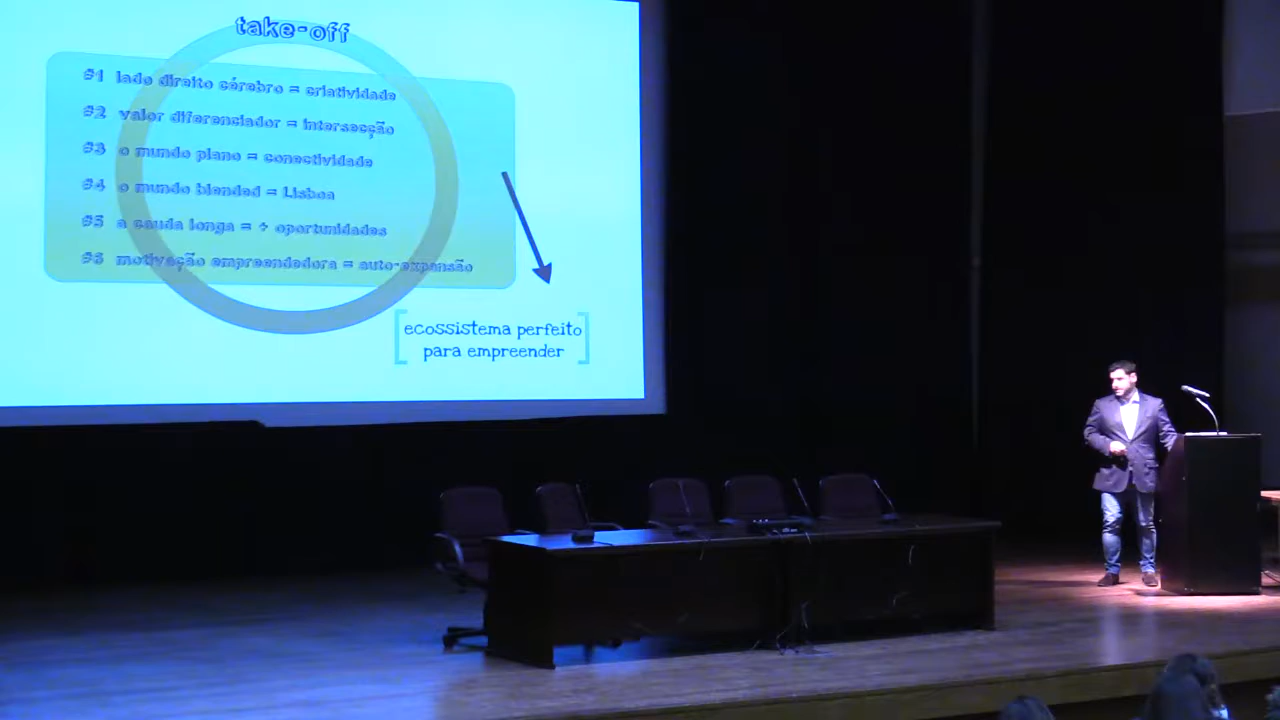 take-off
#1 lado direito cérebro = criatividade
#2 valor diferenciador = intersecção
#3 o mundo plano = conectividade
#4 o mundo blended = Lisboa
#5 a cauda longa = + oportunidades
#6 motivação empreendedora = auto-expansão
ecossistema perfeito
para empreender